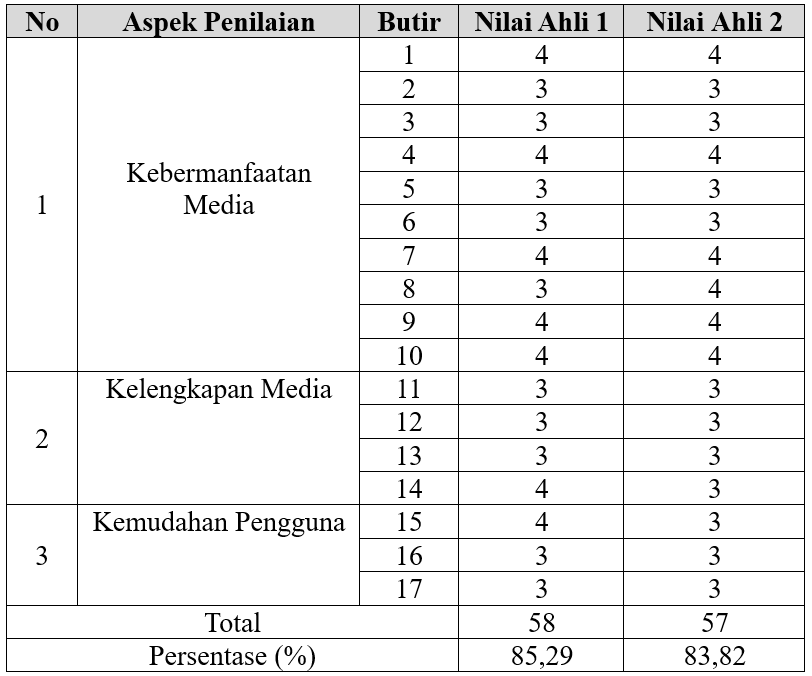 No Aspek Penilaian Butir Nilai Ahli 1 Nilai Ahli 2
1 Kebermanfaatan Media 1 4 4
2 3 3
3 3 3
4 4 4
5 3 3
6 3 3
7 4 4
8 3 4
9 4 4
10 4 4
2 Kelengkapan Media 11 3 3
12 3 3
13 3 3
14 4 3
3 Kemudahan Pengguna 15 4 3
16 3 3
17 3 3
Total 58 57
Persentase (%) 85,29 83,82